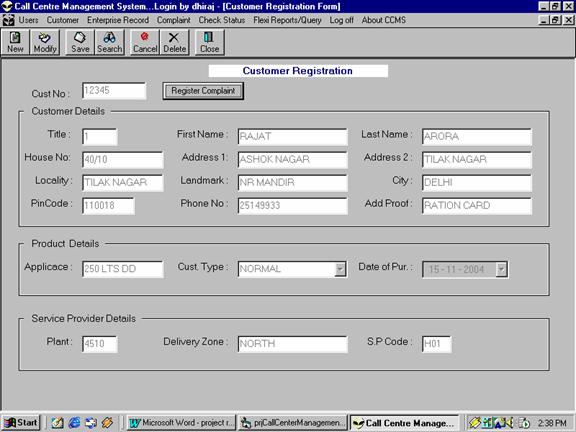 Call Centre Management System...Login by dhiraj - [Customer Registration Form]
Users Customer Enterprise Record Complaint Check Status Flexi Reports/Query Log off About CCMS
New Modify Save Search Cancel Delete Close
Customer Registration
Cust No : 12345 Register Complaint
Customer Details
Title : 1 First Name : RAJAT Last Name : ARORA
House No: 40/10 Address 1: ASHOK NAGAR Address 2 : TILAK NAGAR
Locality : TILAK NAGAR Landmark : NR MANDIR City : DELHI
PinCode : 110018 Phone No : 25149933 Add Proof : RATION CARD
Product Details
Applicace : 250 LTS DD Cust. Type : NORMAL Date of Pur. : 15 - 11 - 2004
Service Provider Details
Plant : 4510 Delivery Zone : NORTH S.P Code : H01
Start Microsoft Word - project r... prjCallCenterManagemen... Call Centre Manage... 2:38 PM